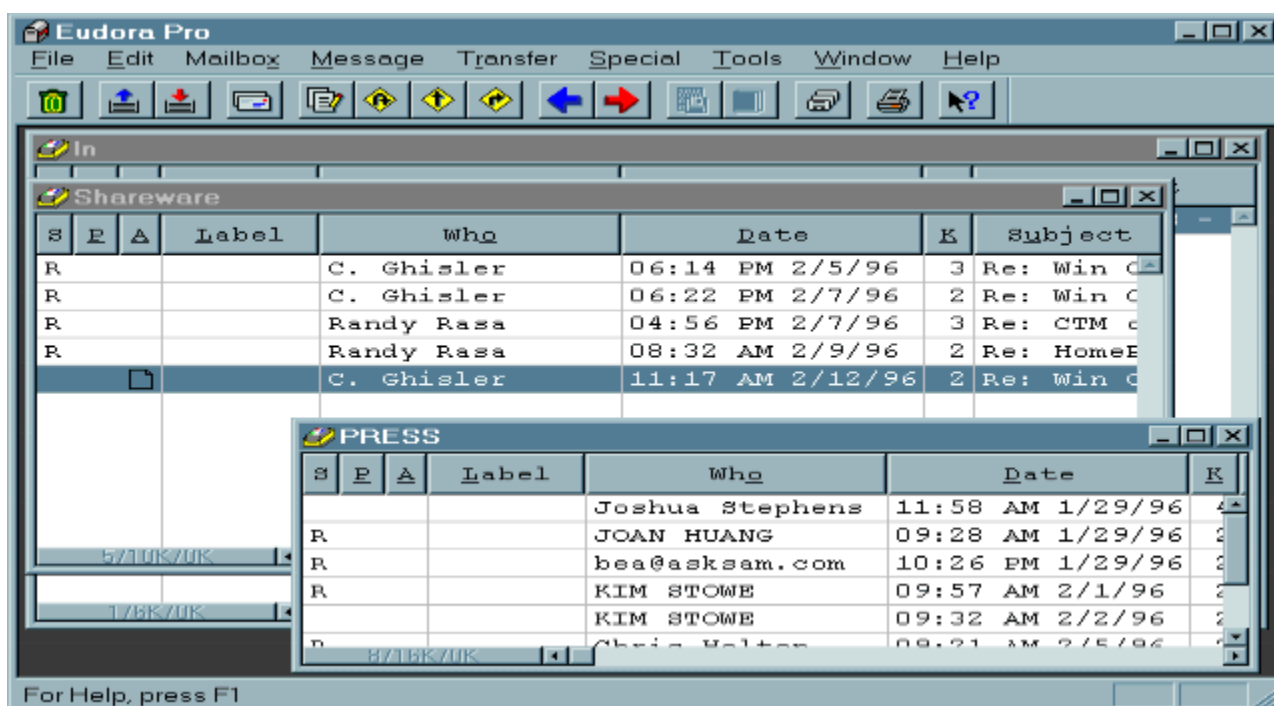 Eudora Pro
File Edit Mailbox Message Transfer Special Tools Window Help
In
Shareware
S P A Label Who Date K Subject
R C. Ghisler 06:14 PM 2/5/96 3 Re: Win
R C. Ghisler 06:22 PM 2/7/96 2 Re: Win
R Randy Rasa 04:56 PM 2/7/96 3 Re: CTM
R Randy Rasa 08:32 AM 2/9/96 2 Re:
C. Ghisler 11:17 AM 2/12/96 2 Re: Win
PRESS
S P A Label Who Date K
Joshua Stephens 11:58 AM 1/29/96
R JOAN HUANG 09:28 AM 1/29/96
5/10K/0K
R bea@asksam.com 10:26 PM 1/29/96
R KIM STOWE 09:57 AM 2/1/96
1/6K/0K
KIM STOWE 09:32 AM 2/2/96
8/16K/0K
For Help, press F1